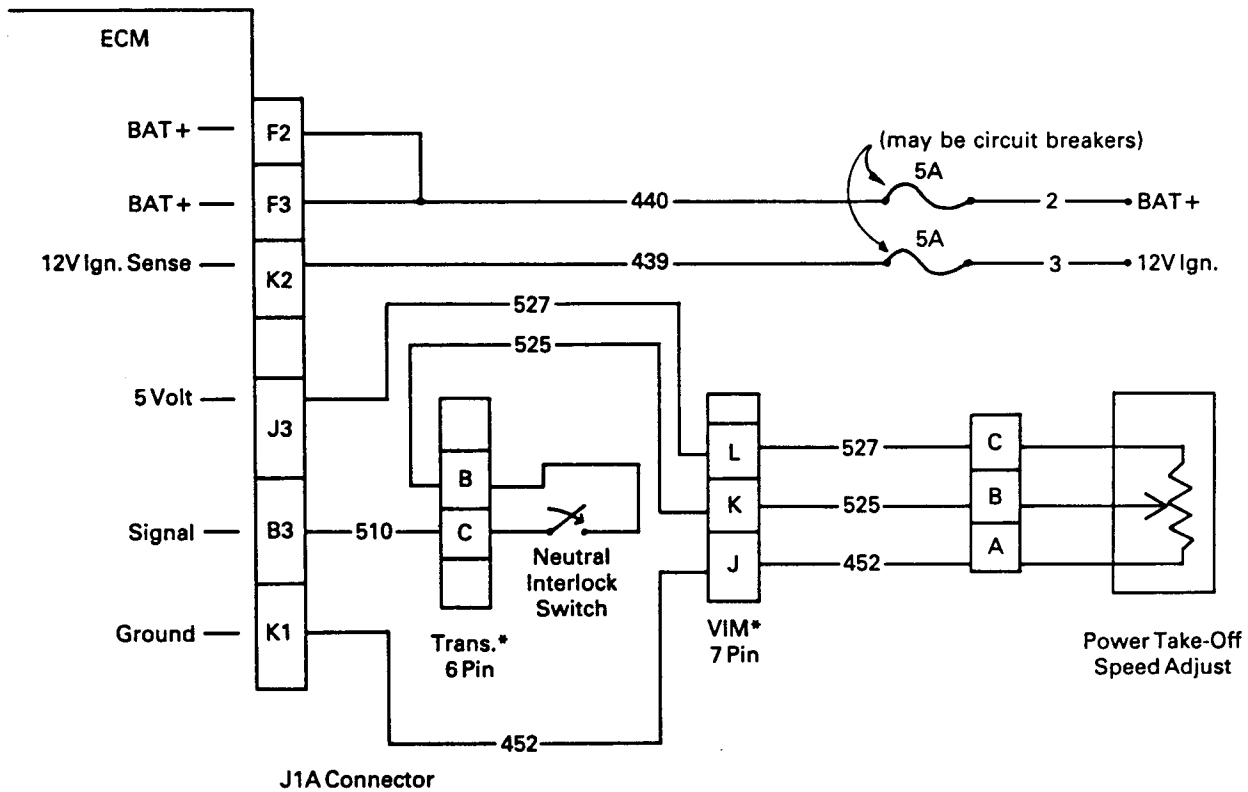 ECM
BAT+
F2
(may be circuit breakers)
5A
BAT+
F3
440
2
BAT+
5A
12V Ign. Sense
K2
439
3
12V Ign.
527
525
5 Volt
J3
L
527
C
B
K
525
B
Signal
B3
510
C
Neutral
Interlock
Switch
J
452
A
Ground
K1
Trans.*
6 Pin
VIM*
7 Pin
Power Take-Off
Speed Adjust
452
J1A Connector